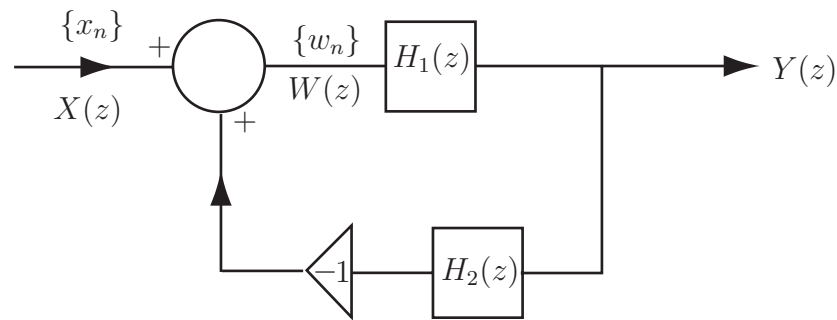 {x_n}
+
{w_n}
H_1(z)
Y(z)
X(z)
W(z)
+
−1
H_2(z)